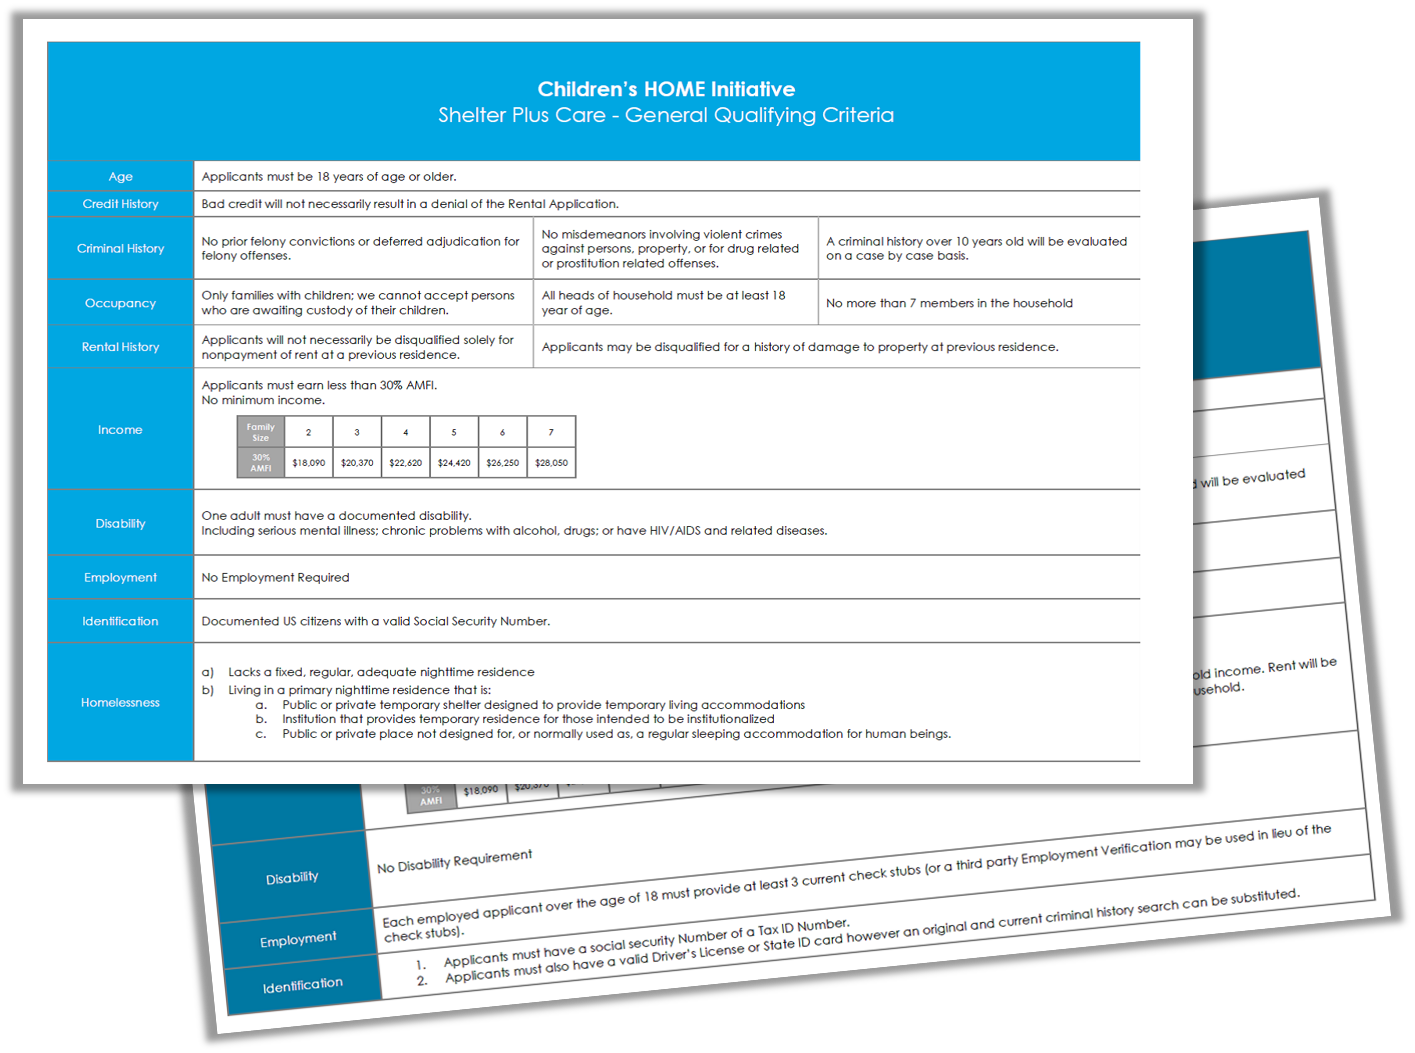 Children’s HOME Initiative
Shelter Plus Care - General Qualifying Criteria
Age
Applicants must be 18 years of age or older.
Credit History
Bad credit will not necessarily result in a denial of the Rental Application.
Criminal History
No prior felony convictions or deferred adjudication for
felony offenses.
No misdemeanors involving violent crimes
against persons, property, or for drug related
or prostitution related offenses.
A criminal history over 10 years old will be evaluated
on a case by case basis.
Occupancy
Only families with children; we cannot accept persons
who are awaiting custody of their children.
All heads of household must be at least 18
year of age.
No more than 7 members in the household
Rental History
Applicants will not necessarily be disqualified solely for
nonpayment of rent at a previous residence.
Applicants may be disqualified for a history of damage to property at previous residence.
Income
Applicants must earn less than 30% AMFI.
No minimum income.
Family
Size
2
3
4
5
6
7
30%
AMFI
$18,090
$20,370
$22,620
$24,420
$26,250
$28,050
Disability
One adult must have a documented disability.
Including serious mental illness; chronic problems with alcohol, drugs; or have HIV/AIDS and related diseases.
Employment
No Employment Required
Identification
Documented US citizens with a valid Social Security Number.
Homelessness
a) Lacks a fixed, regular, adequate nighttime residence
b) Living in a primary nighttime residence that is:
a. Public or private temporary shelter designed to provide temporary living accommodations
b. Institution that provides temporary residence for those intended to be institutionalized
c. Public or private place not designed for, or normally used as, a regular sleeping accommodation for human beings.
will be evaluated
income. Rent will be
30%
AMFI
$18,090
$20,370
Disability
No Disability Requirement
Employment
Each employed applicant over the age of 18 must provide at least 3 current check stubs (or a third party Employment Verification may be used in lieu of the
check stubs).
Identification
1. Applicants must have a social security Number of a Tax ID Number.
2. Applicants must also have a valid Driver’s License or State ID card however an original and current criminal history search can be substituted.